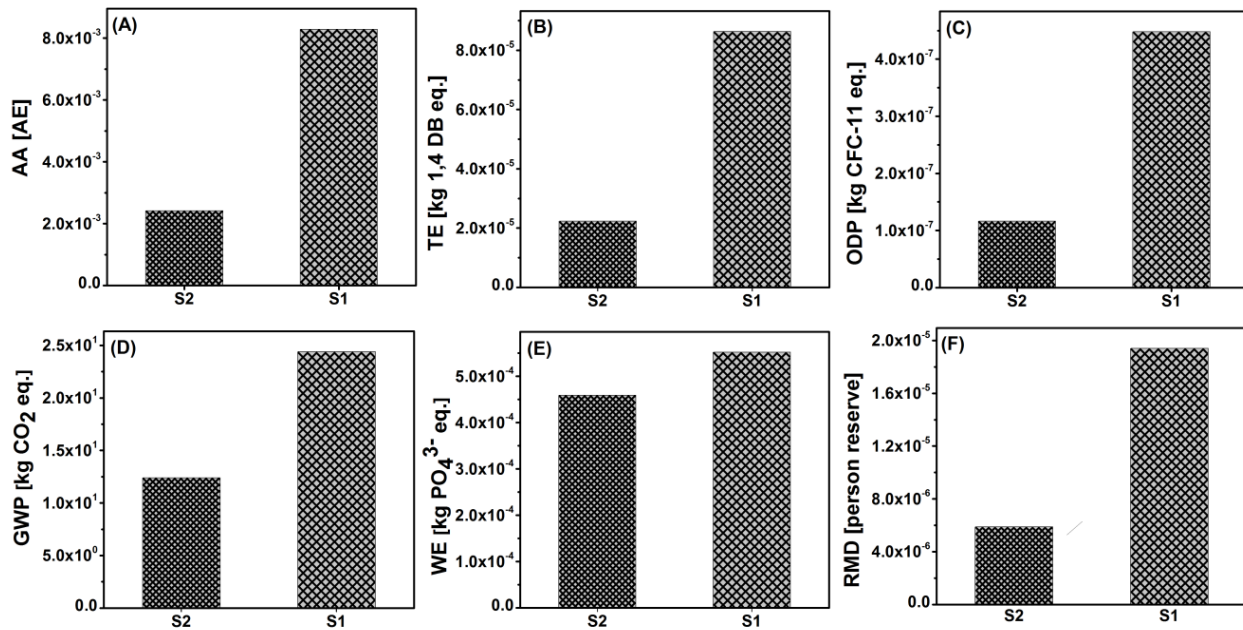 (A)
AA [AE]
8.0x10⁻³
6.0x10⁻³
4.0x10⁻³
2.0x10⁻³
0.0
S2 S1
(B)
TE [kg 1,4 DB eq.]
8.0x10⁻⁵
6.0x10⁻⁵
4.0x10⁻⁵
2.0x10⁻⁵
0.0
S2 S1
(C)
ODP [kg CFC-11 eq.]
4.0x10⁻⁷
3.0x10⁻⁷
2.0x10⁻⁷
1.0x10⁻⁷
0.0
S2 S1
(D)
GWP [kg CO₂ eq.]
2.5x10¹
2.0x10¹
1.5x10¹
1.0x10¹
5.0x10⁰
0.0
S2 S1
(E)
WE [kg PO₄³⁻ eq.]
5.0x10⁻⁴
4.0x10⁻⁴
3.0x10⁻⁴
2.0x10⁻⁴
1.0x10⁻⁴
0.0
S2 S1
(F)
RMD [person reserve]
2.0x10⁻⁵
1.6x10⁻⁵
1.2x10⁻⁵
8.0x10⁻⁶
4.0x10⁻⁶
0.0
S2 S1